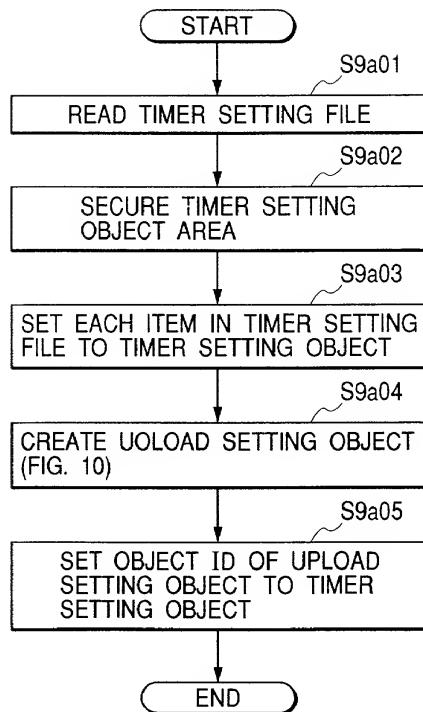 START
S9a01
READ TIMER SETTING FILE
S9a02
SECURE TIMER SETTING
OBJECT AREA
S9a03
SET EACH ITEM IN TIMER SETTING
FILE TO TIMER SETTING OBJECT
S9a04
CREATE UOLOAD SETTING OBJECT
(FIG. 10)
S9a05
SET OBJECT ID OF UPLOAD
SETTING OBJECT TO TIMER
SETTING OBJECT
END